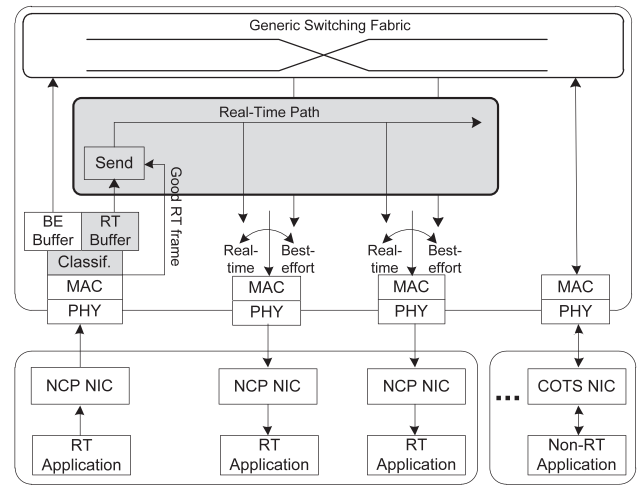 Generic Switching Fabric
Real-Time Path
Send
Good RT frame
BE
Buffer
RT
Buffer
Classif.
Real-
time
Best-
effort
Real-
time
Best-
effort
MAC
PHY
MAC
PHY
MAC
PHY
MAC
PHY
NCP NIC
NCP NIC
NCP NIC
...
COTS NIC
RT
Application
RT
Application
RT
Application
Non-RT
Application